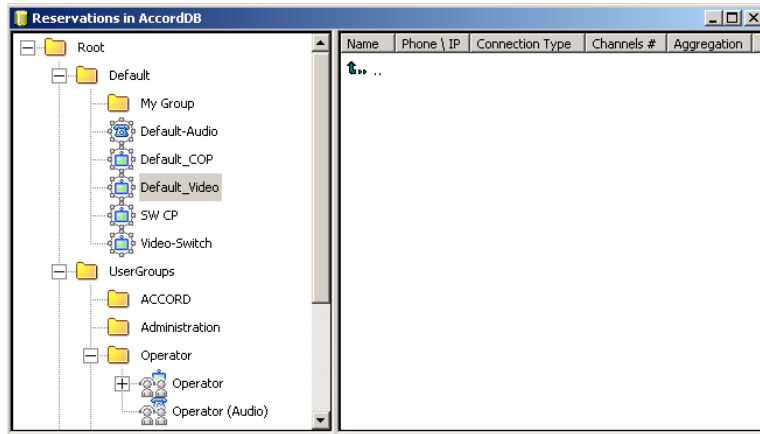 Reservations in AccordDB
Root
Default
My Group
Default-Audio
Default_COP
Default_Video
SW CP
Video-Switch
UserGroups
ACCORD
Administration
Operator
Operator
Operator (Audio)
Name Phone \ IP Connection Type Channels # Aggregation
..